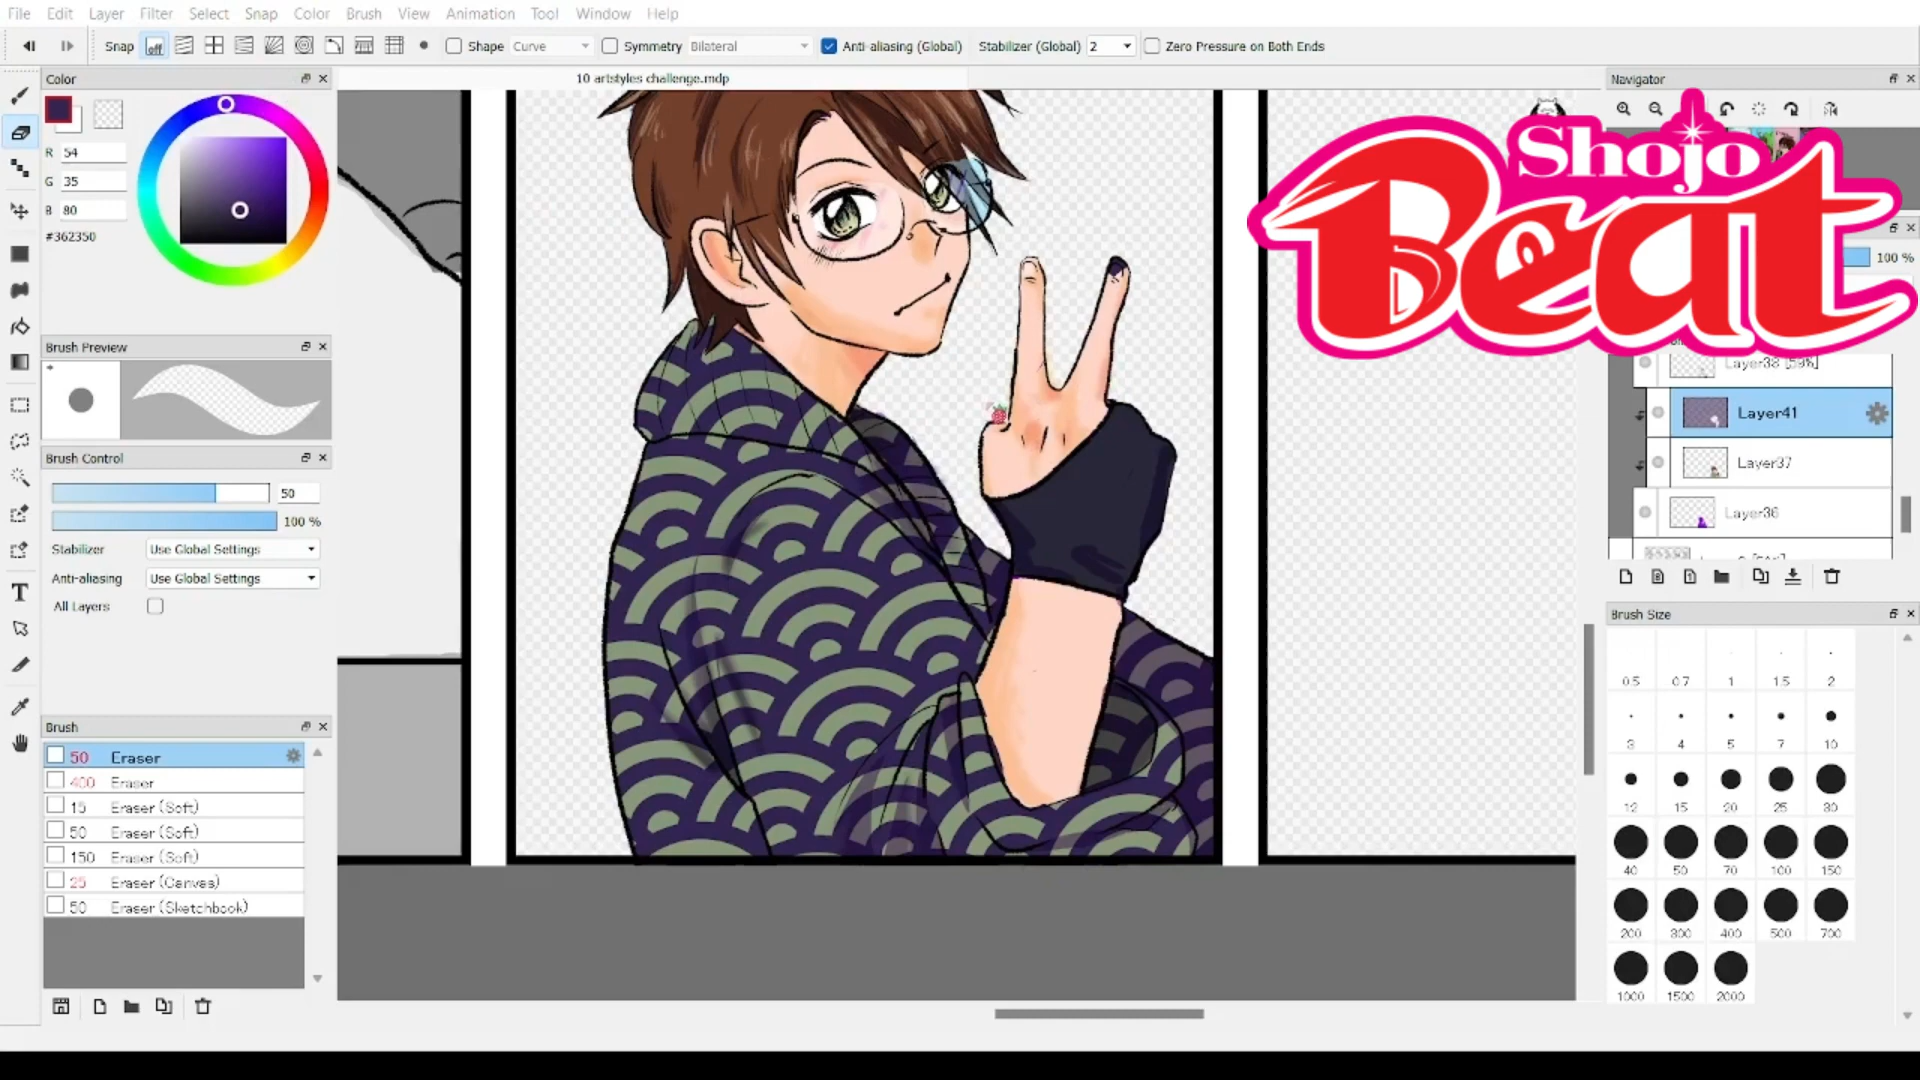 File Edit Layer Filter Select Snap Color Brush View Animation Tool Window Help
Snap off Shape Curve Symmetry Bilateral Anti-aliasing (Global) Stabilizer (Global) 2 Zero Pressure on Both Ends
Color
10 artstyles challenge.mdp
Navigator
R 54
G 35
B 80
#362350
Shojo
Beat
100 %
Brush Preview
Layer38 [59%]
Layer41
Layer37
Layer36
Brush Control
50
100 %
Stabilizer Use Global Settings
Anti-aliasing Use Global Settings
All Layers
Brush
50 Eraser
400 Eraser
15 Eraser (Soft)
50 Eraser (Soft)
150 Eraser (Soft)
25 Eraser (Canvas)
50 Eraser (Sketchbook)
Brush Size
0.5 0.7 1 1.5 2
3 4 5 7 10
12 15 20 25 30
40 50 70 100 150
200 300 400 500 700
1000 1500 2000